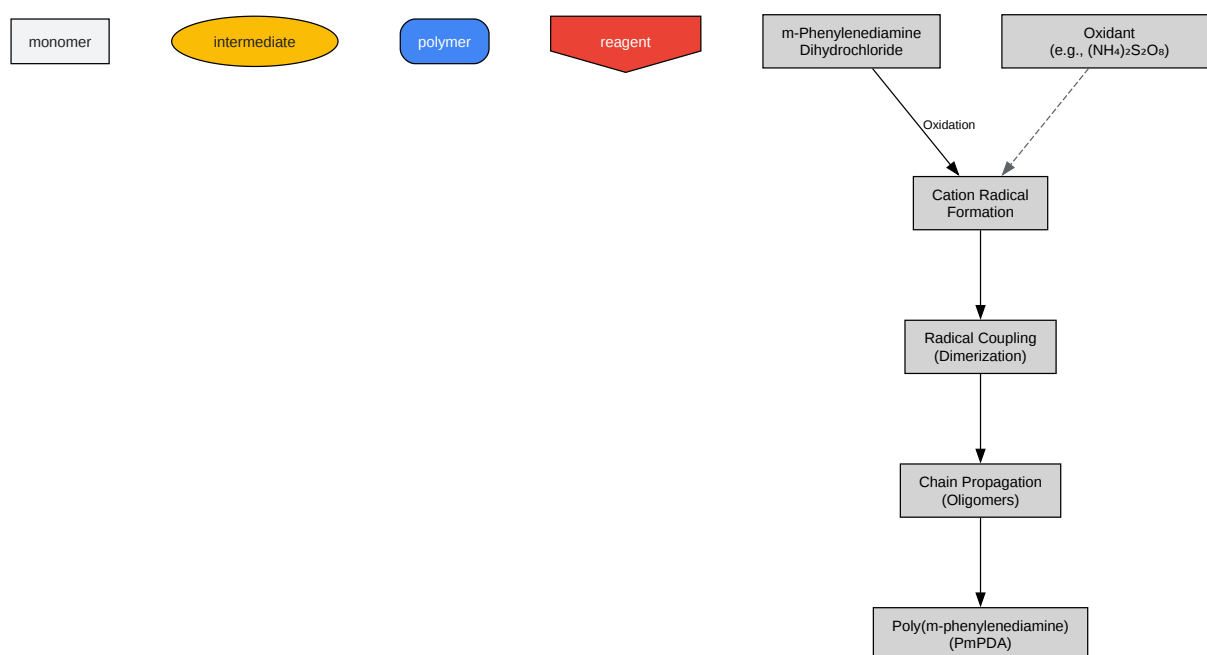 monomer
intermediate
polymer
reagent
m-Phenylenediamine
Dihydrochloride
Oxidant
(e.g., (NH₄)₂S₂O₈)
Oxidation
Cation Radical
Formation
Radical Coupling
(Dimerization)
Chain Propagation
(Oligomers)
Poly(m-phenylenediamine)
(PmPDA)